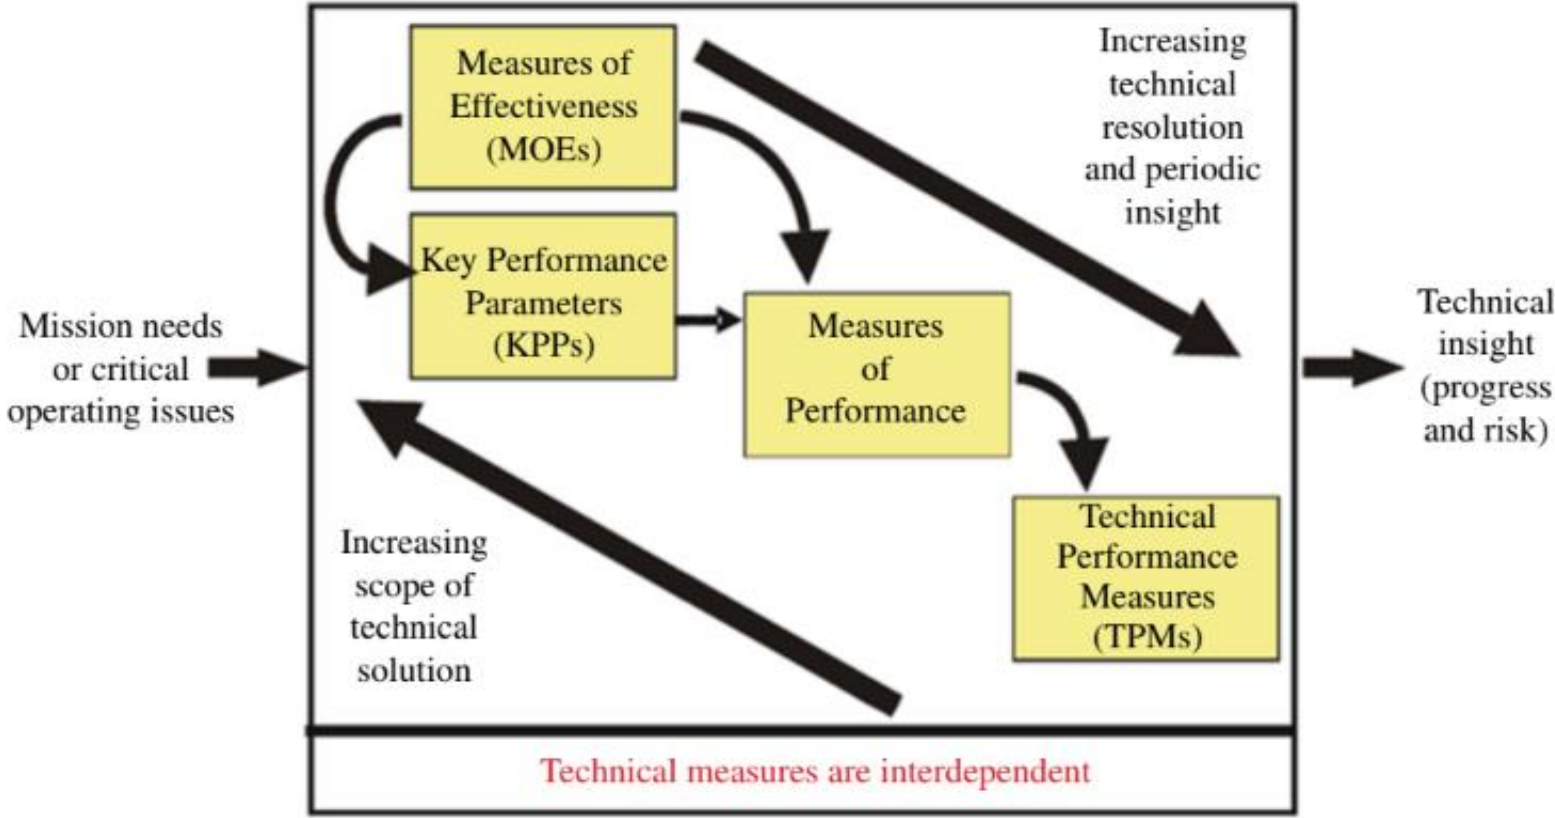 Measures of
Effectiveness
(MOEs)
Increasing
technical
resolution
and periodic
insight
Key Performance
Parameters
(KPPs)
Mission needs
or critical
operating issues
Measures
of
Performance
Technical
insight
(progress
and risk)
Increasing
scope of
technical
solution
Technical
Performance
Measures
(TPMs)
Technical measures are interdependent